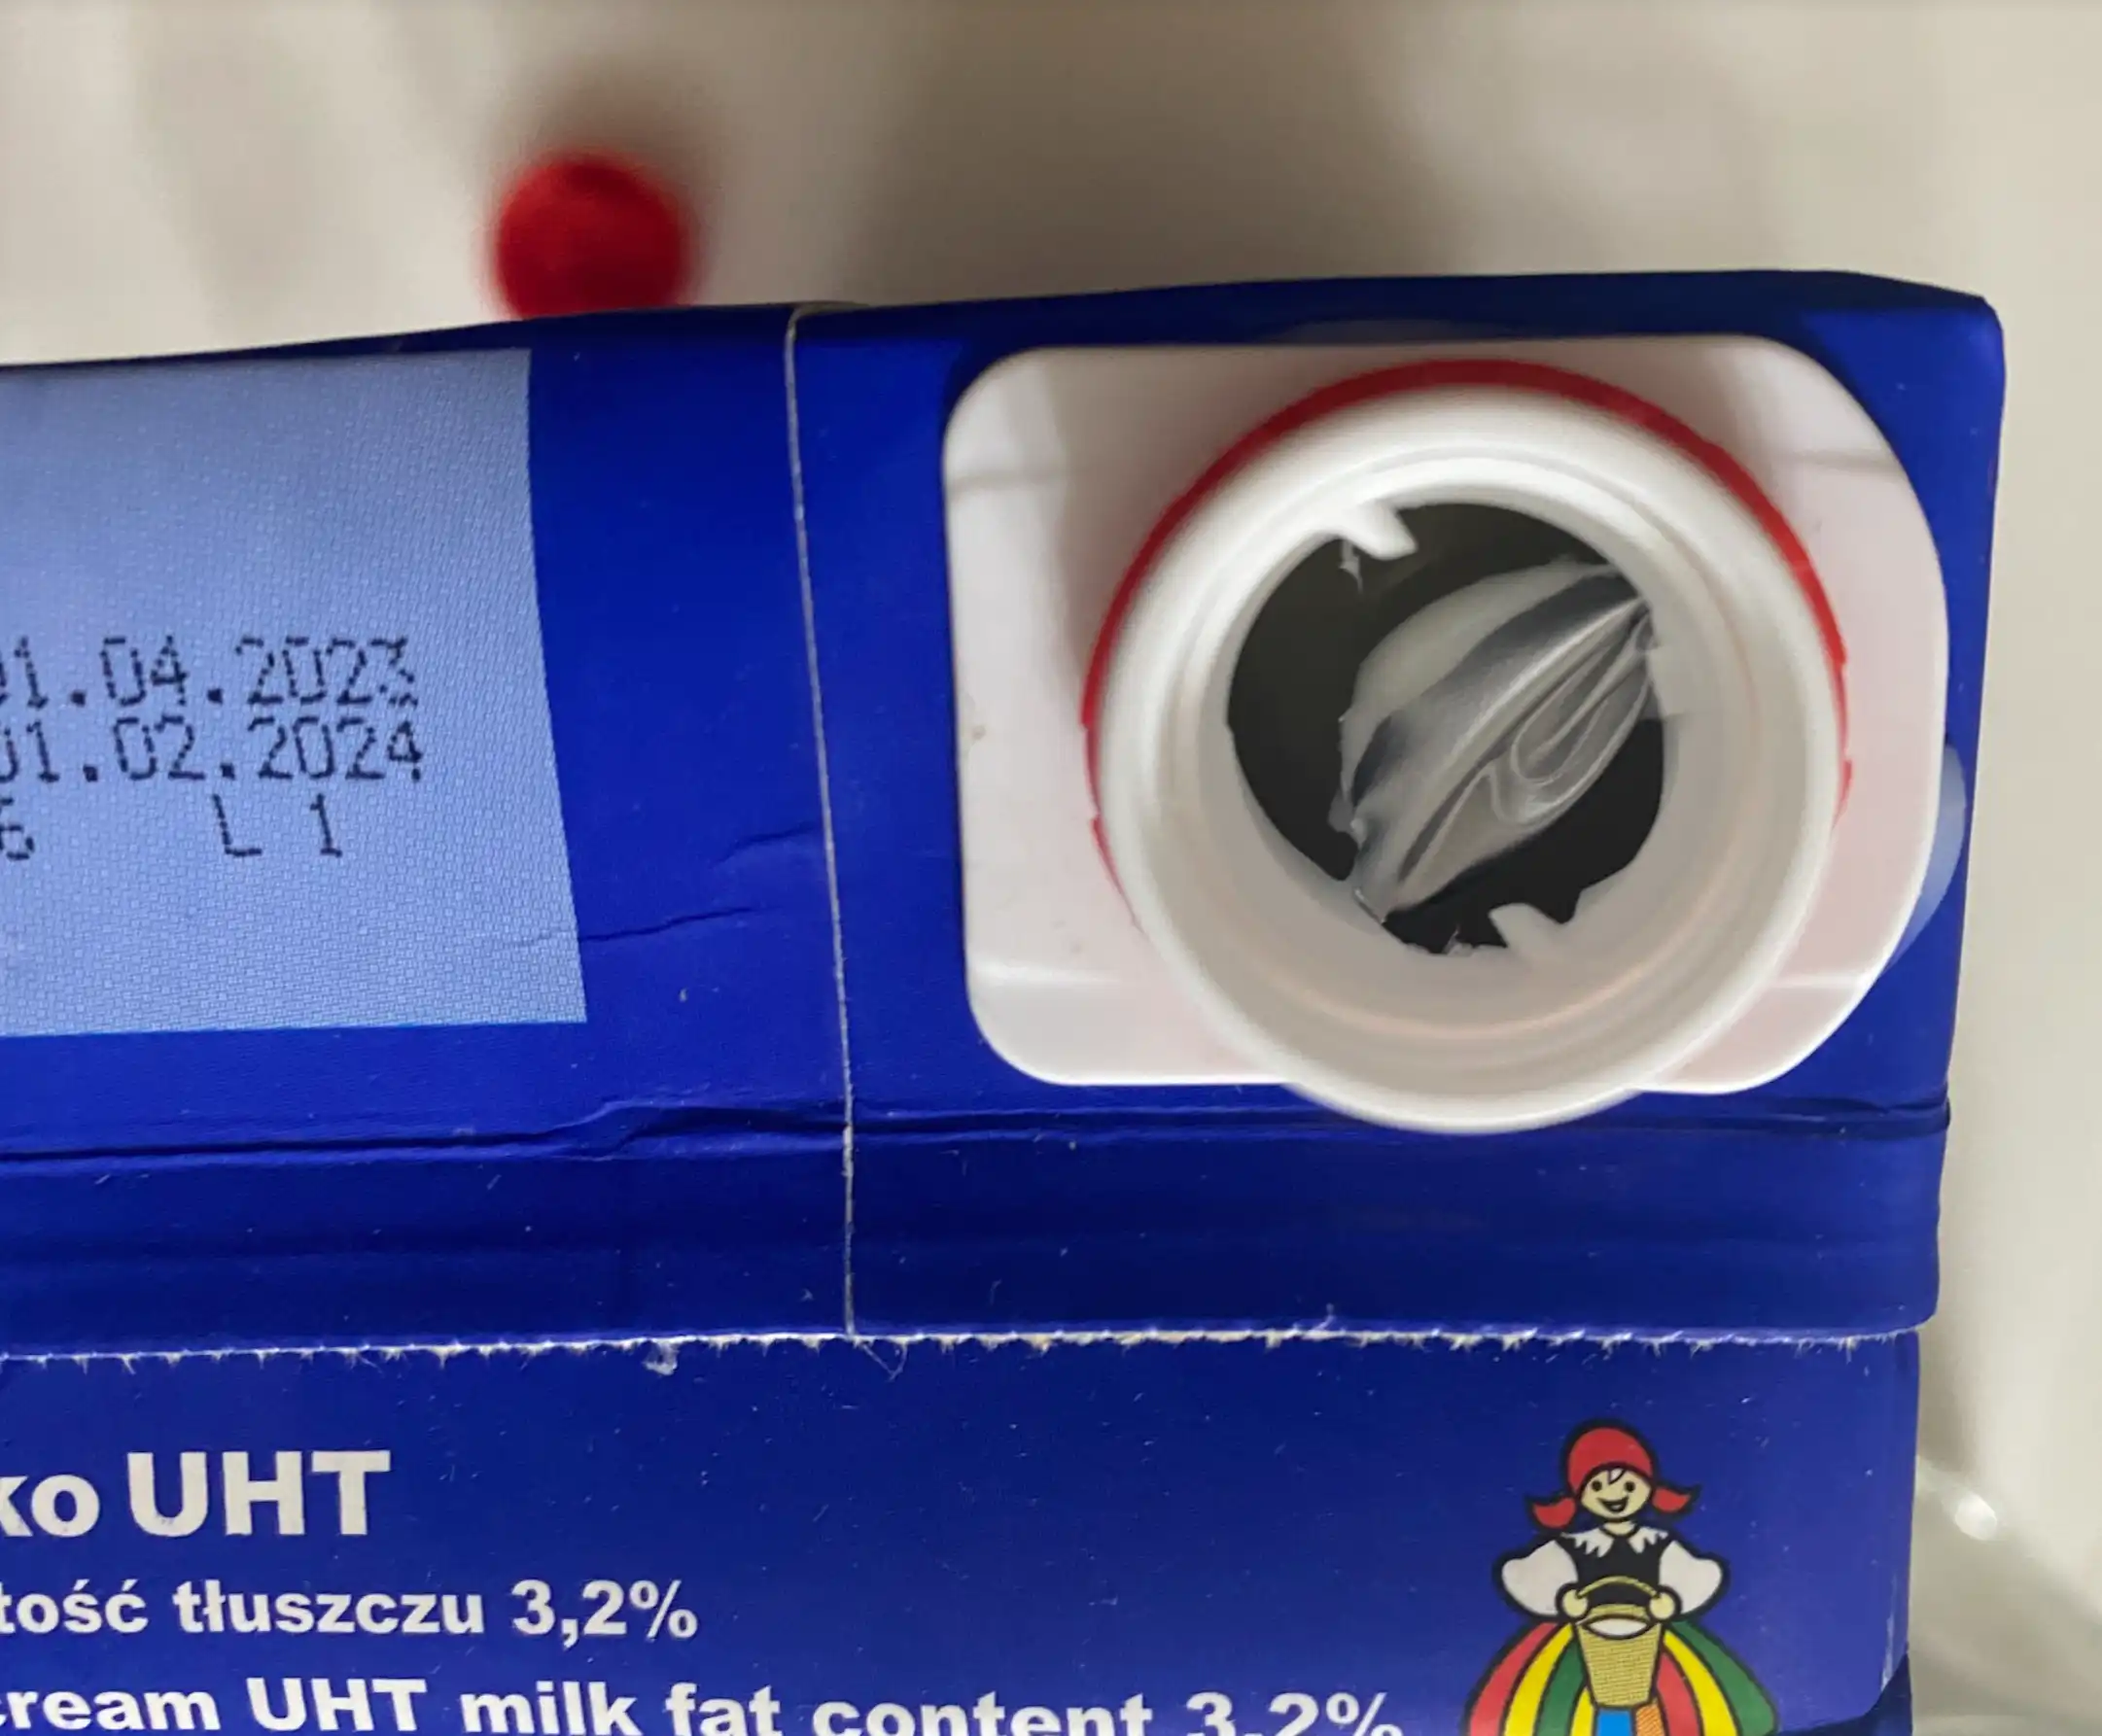 01.04.2023
01.02.2024
6 L 1
ko UHT
tość tłuszczu 3,2%
cream UHT milk fat content 3,2%